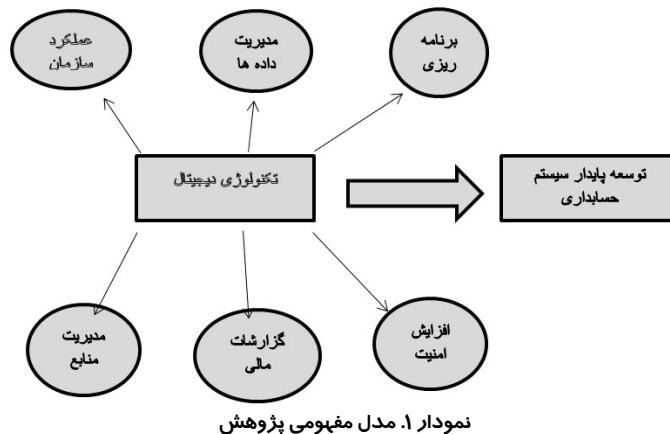 عملکرد
سازمان
مدیریت
داده ها
برنامه
ریزی
تکنولوژی دیجیتال
توسعه پایدار سیستم
حسابداری
مدیریت
منابع
گزارشات
مالی
افزایش
امنیت
نمودار ۱. مدل مفهومی پژوهش